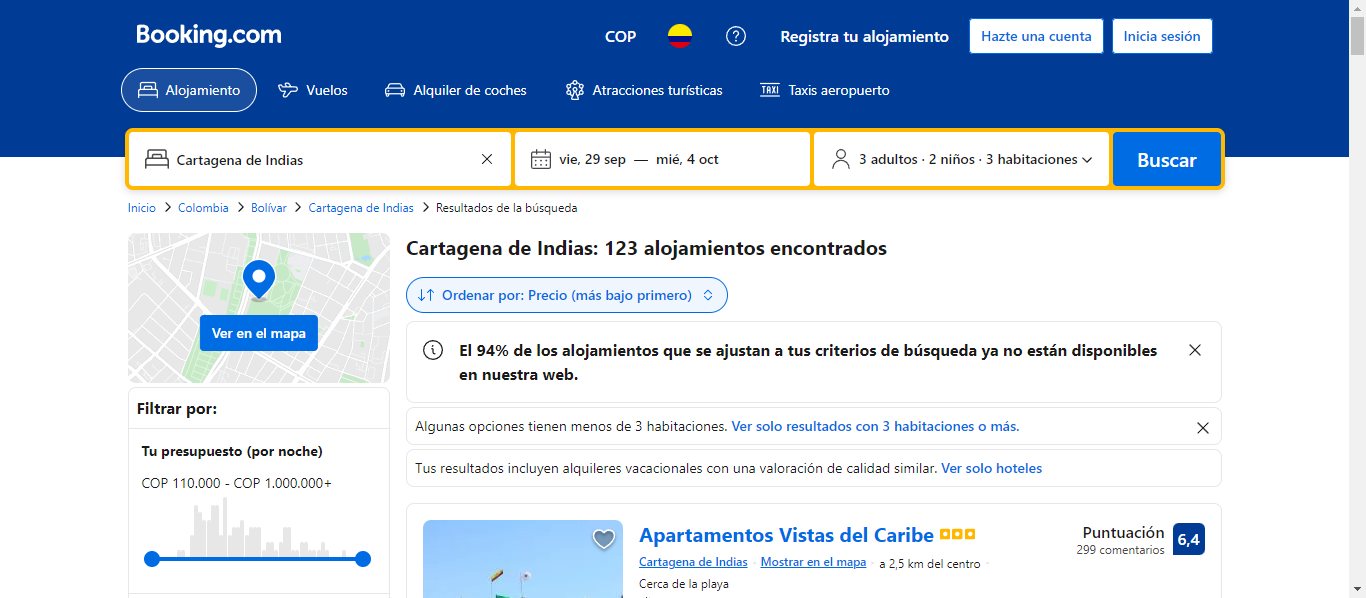 Booking.com
COP
Registra tu alojamiento
Hazte una cuenta
Inicia sesión
Alojamiento
Vuelos
Alquiler de coches
Atracciones turísticas
TAXI
Taxis aeropuerto
Cartagena de Indias
vie, 29 sep — mié, 4 oct
3 adultos · 2 niños · 3 habitaciones
Buscar
Inicio > Colombia > Bolívar > Cartagena de Indias > Resultados de la búsqueda
Ver en el mapa
Filtrar por:
Tu presupuesto (por noche)
COP 110.000 - COP 1.000.000+
Cartagena de Indias: 123 alojamientos encontrados
Ordenar por: Precio (más bajo primero)
El 94% de los alojamientos que se ajustan a tus criterios de búsqueda ya no están disponibles
en nuestra web.
Algunas opciones tienen menos de 3 habitaciones. Ver solo resultados con 3 habitaciones o más.
Tus resultados incluyen alquileres vacacionales con una valoración de calidad similar. Ver solo hoteles
Apartamentos Vistas del Caribe
Cartagena de Indias · Mostrar en el mapa · a 2,5 km del centro ·
Cerca de la playa
Puntuación
299 comentarios
6,4